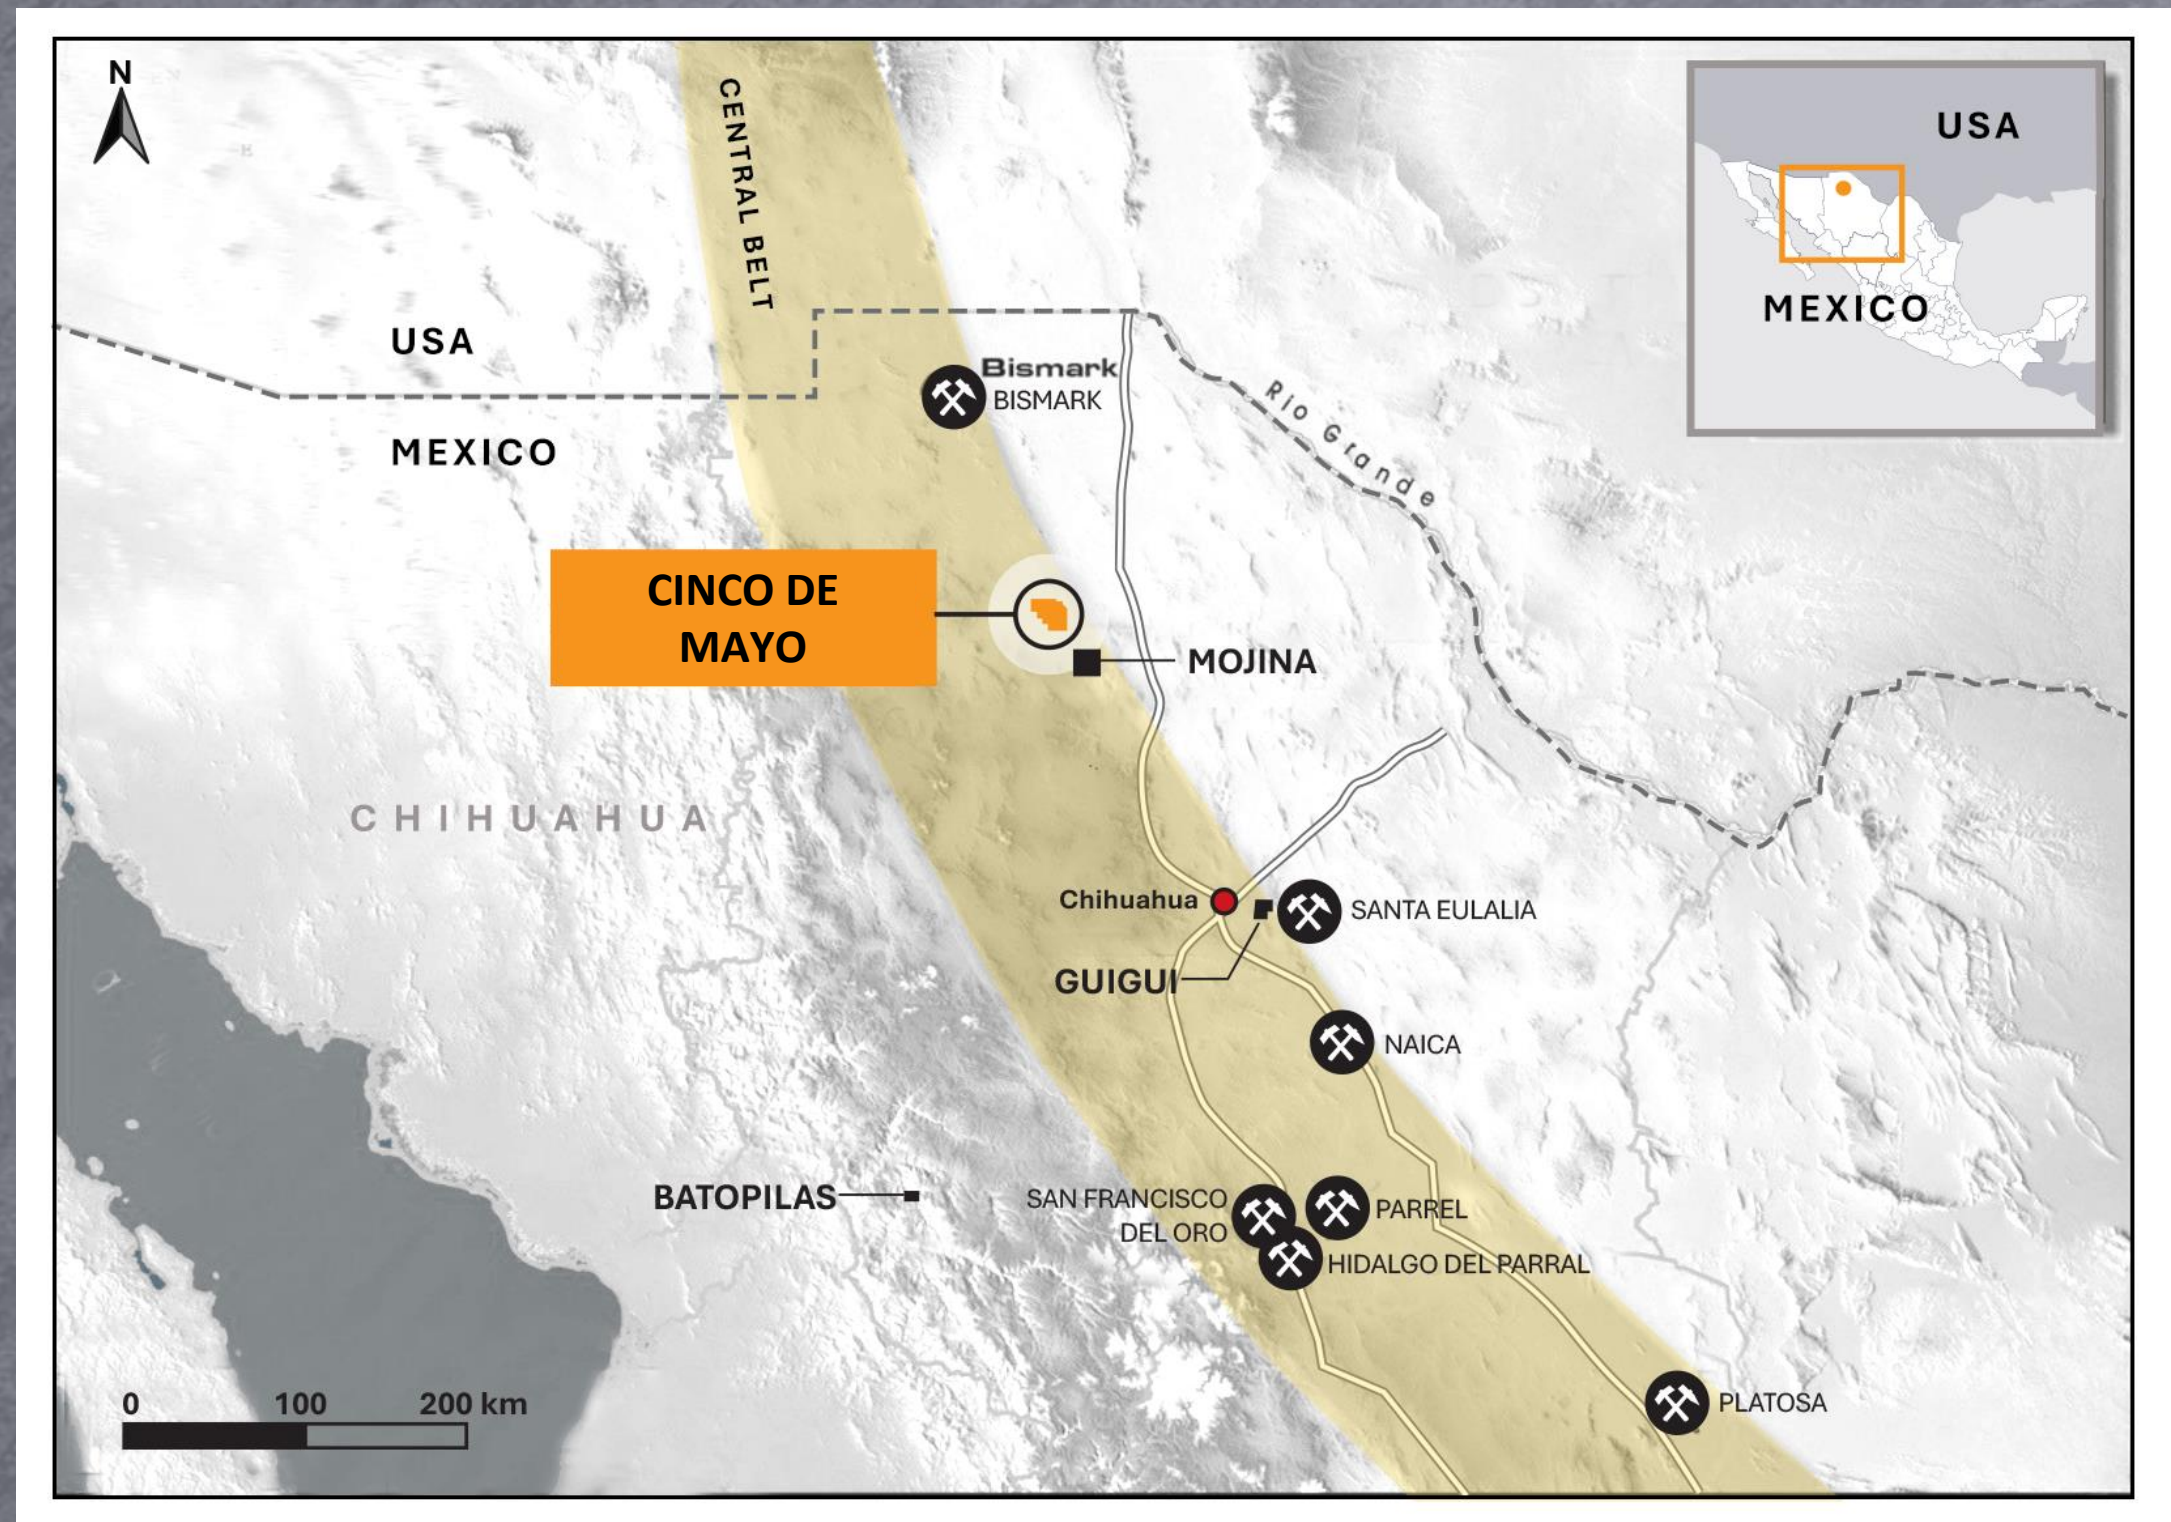 N
CENTRAL BELT
USA
MEXICO
USA
MEXICO
Bismark
BISMARK
Rio Grande
CINCO DE
MAYO
MOJINA
CHIHUAHUA
Chihuahua
SANTA EULALIA
GUIGUI
NAICA
BATOPILAS
SAN FRANCISCO
DEL ORO
PARREL
HIDALGO DEL PARRAL
PLATOSA
0 100 200 km